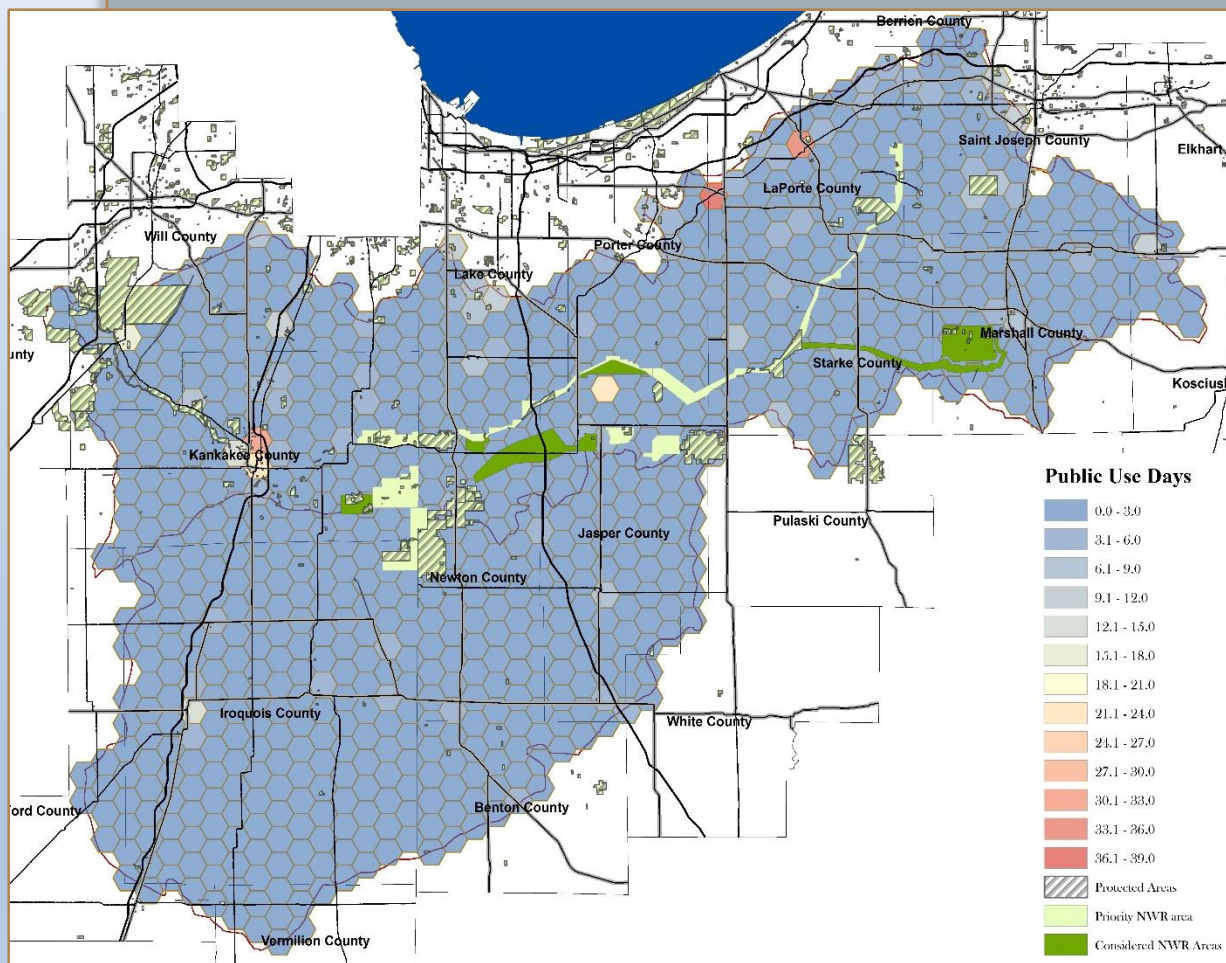 Berrien County
Saint Joseph County
Elkhart
LaPorte County
Will County
Porter County
Lake County
Marshall County
unty
Starke County
Kosciusk
Kankakee County
Public Use Days
0.0 - 3.0
Pulaski County
Jasper County
3.1 - 6.0
6.1 - 9.0
Newton County
9.1 - 12.0
12.1 - 15.0
15.1 - 18.0
18.1 - 21.0
Iroquois County
White County
21.1 - 24.0
24.1 - 27.0
27.1 - 30.0
Ford County
Benton County
30.1 - 33.0
33.1 - 36.0
36.1 - 39.0
Protected Areas
Priority NWR area
Vermilion County
Considered NWR Areas